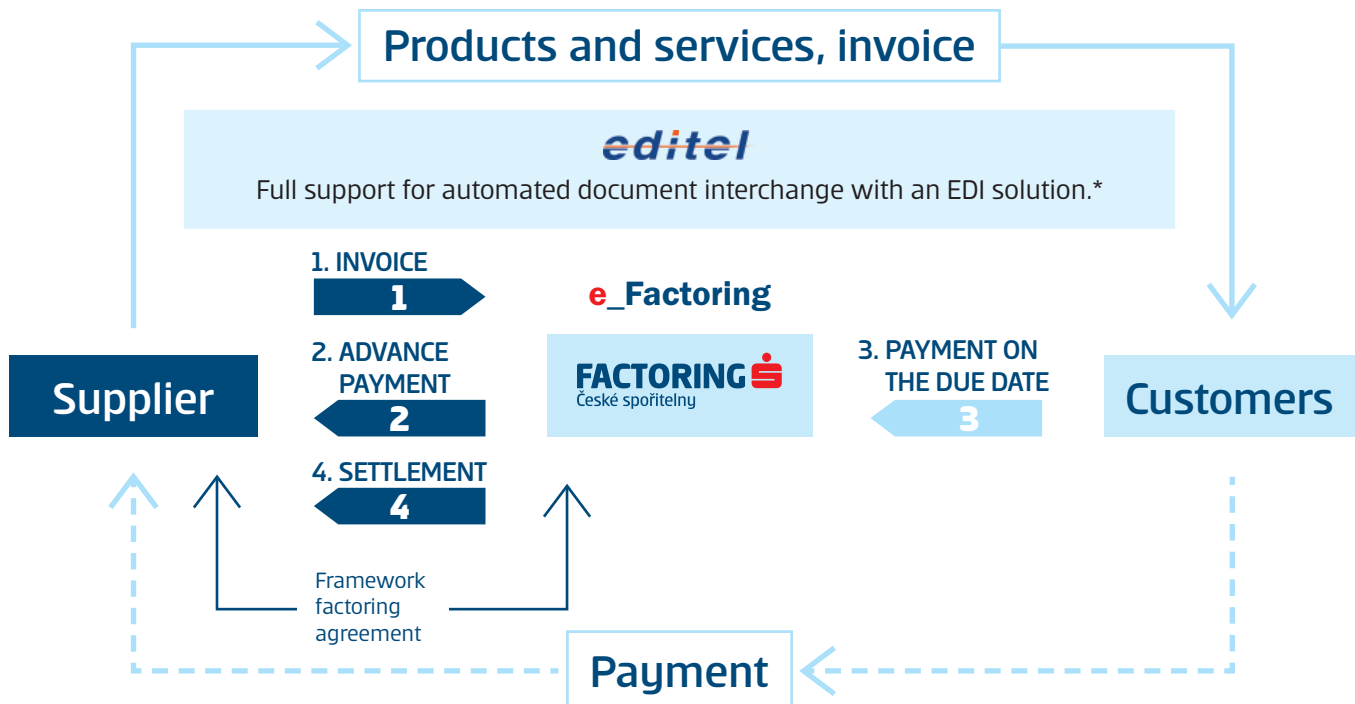 Products and services, invoice
editel
Full support for automated document interchange with an EDI solution.*
1. INVOICE
1
e_Factoring
Supplier
2. ADVANCE
PAYMENT
2
FACTORING
České spořitelny
3. PAYMENT ON
THE DUE DATE
3
Customers
4. SETTLEMENT
4
Framework
factoring
agreement
Payment